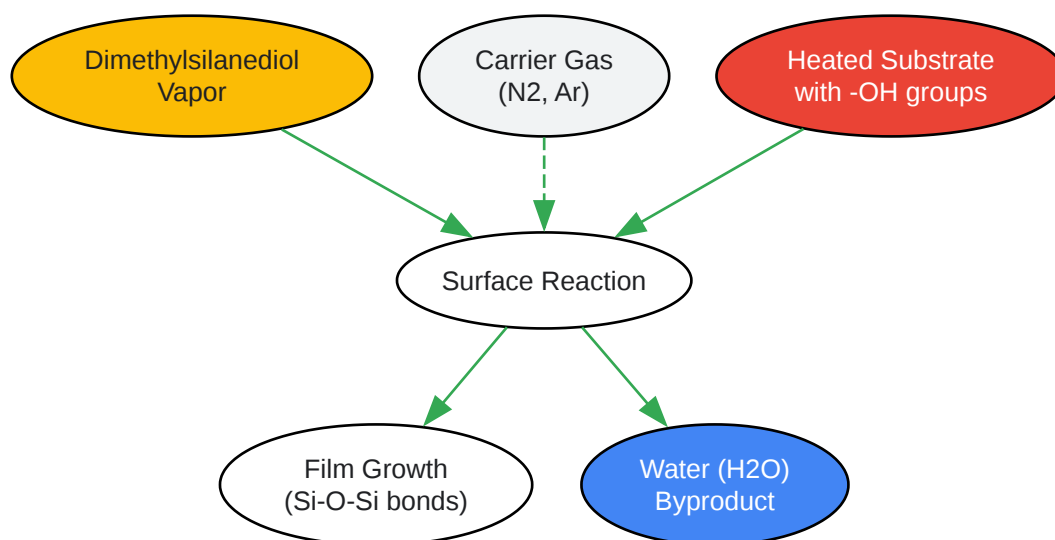 Dimethylsilanediol
Vapor
Carrier Gas
(N2, Ar)
Heated Substrate
with -OH groups
Surface Reaction
Film Growth
(Si-O-Si bonds)
Water (H2O)
Byproduct